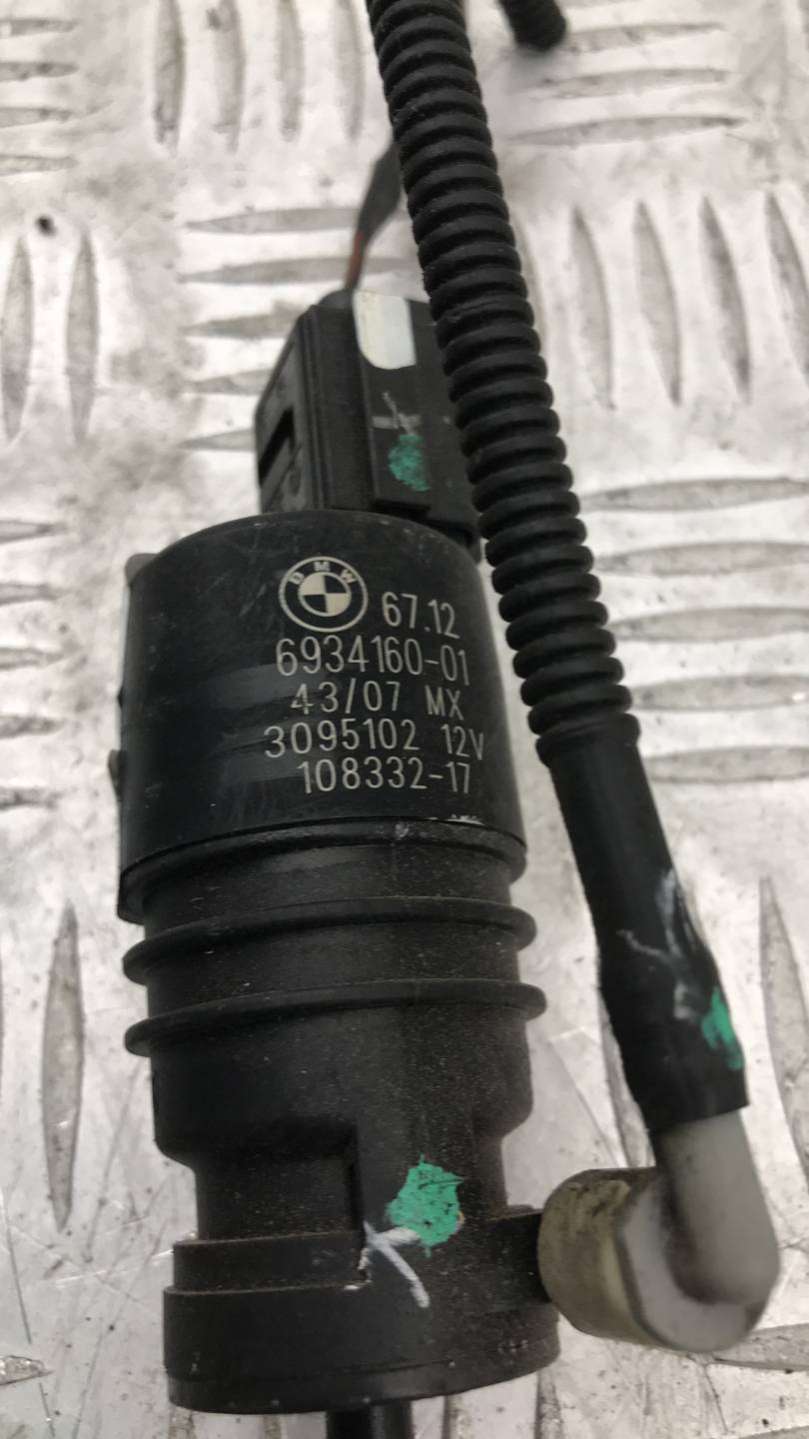 BMW 67.12
6934160-01
43/07 MX
3095102 12V
108332-17